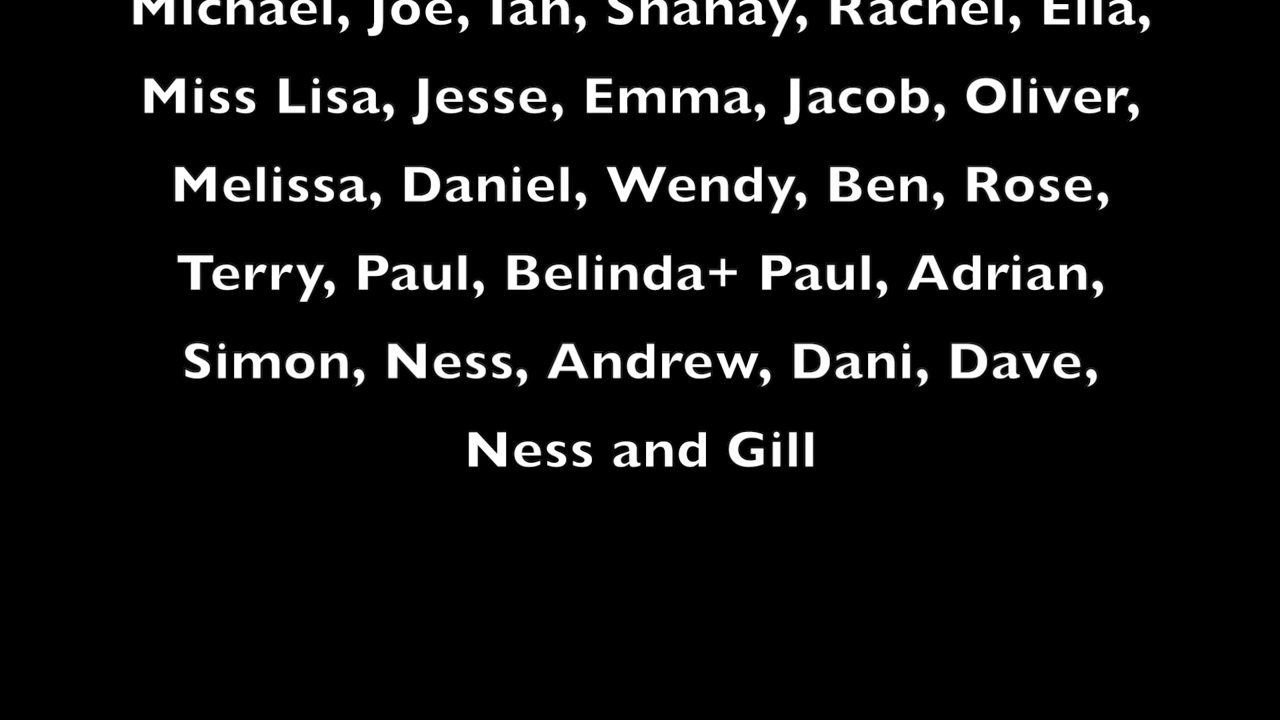 Michael, Joe, Ian, Shanay, Rachel, Ella,
Miss Lisa, Jesse, Emma, Jacob, Oliver,
Melissa, Daniel, Wendy, Ben, Rose,
Terry, Paul, Belinda+ Paul, Adrian,
Simon, Ness, Andrew, Dani, Dave,
Ness and Gill